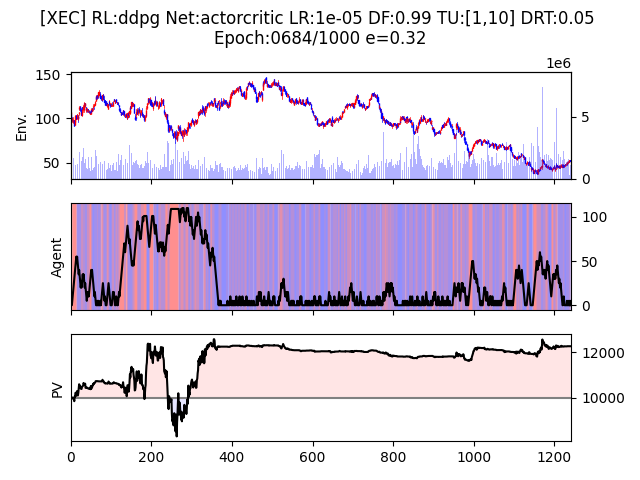 [XEC] RL:ddpg Net:actorcritic LR:1e-05 DF:0.99 TU:[1,10] DRT:0.05
Epoch:0684/1000 e=0.32
1e6
150
100
50
Env.
5
0
Agent
100
50
0
PV
12000
10000
0
200
400
600
800
1000
1200